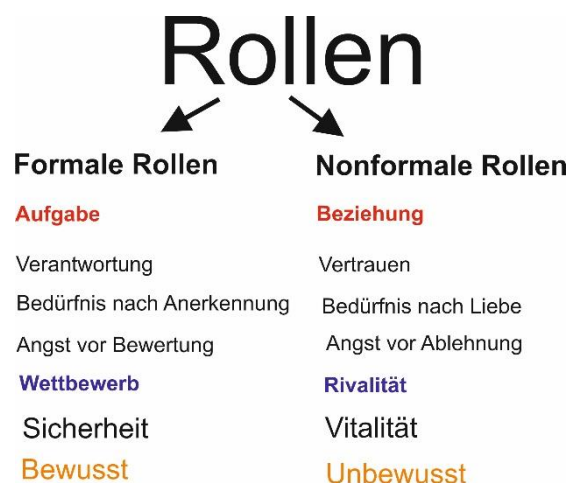 Rollen
Formale Rollen
Aufgabe
Verantwortung
Bedürfnis nach Anerkennung
Angst vor Bewertung
Wettbewerb
Sicherheit
Bewusst
Nonformale Rollen
Beziehung
Vertrauen
Bedürfnis nach Liebe
Angst vor Ablehnung
Rivalität
Vitalität
Unbewusst